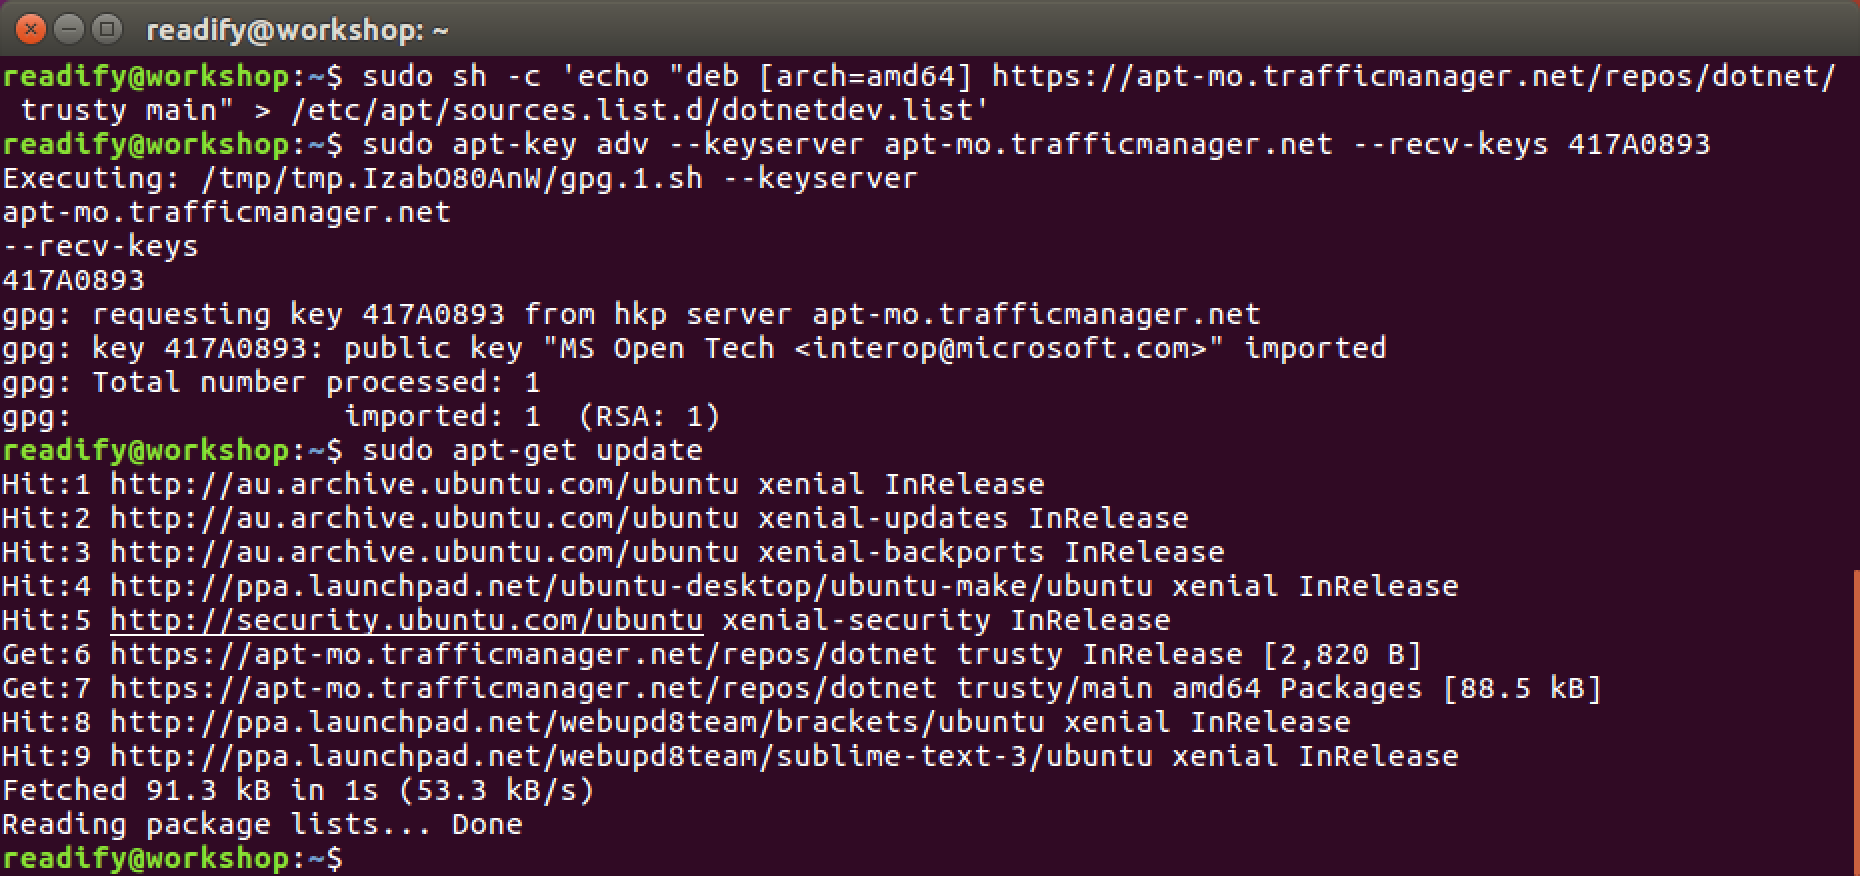 readify@workshop: ~
readify@workshop:~$ sudo sh -c 'echo "deb [arch=amd64] https://apt-mo.trafficmanager.net/repos/dotnet/
 trusty main" > /etc/apt/sources.list.d/dotnetdev.list'
readify@workshop:~$ sudo apt-key adv --keyserver apt-mo.trafficmanager.net --recv-keys 417A0893
Executing: /tmp/tmp.IzabO80AnW/gpg.1.sh --keyserver
apt-mo.trafficmanager.net
--recv-keys
417A0893
gpg: requesting key 417A0893 from hkp server apt-mo.trafficmanager.net
gpg: key 417A0893: public key "MS Open Tech <interop@microsoft.com>" imported
gpg: Total number processed: 1
gpg:               imported: 1  (RSA: 1)
readify@workshop:~$ sudo apt-get update
Hit:1 http://au.archive.ubuntu.com/ubuntu xenial InRelease
Hit:2 http://au.archive.ubuntu.com/ubuntu xenial-updates InRelease
Hit:3 http://au.archive.ubuntu.com/ubuntu xenial-backports InRelease
Hit:4 http://ppa.launchpad.net/ubuntu-desktop/ubuntu-make/ubuntu xenial InRelease
Hit:5 http://security.ubuntu.com/ubuntu xenial-security InRelease
Get:6 https://apt-mo.trafficmanager.net/repos/dotnet trusty InRelease [2,820 B]
Get:7 https://apt-mo.trafficmanager.net/repos/dotnet trusty/main amd64 Packages [88.5 kB]
Hit:8 http://ppa.launchpad.net/webupd8team/brackets/ubuntu xenial InRelease
Hit:9 http://ppa.launchpad.net/webupd8team/sublime-text-3/ubuntu xenial InRelease
Fetched 91.3 kB in 1s (53.3 kB/s)
Reading package lists... Done
readify@workshop:~$